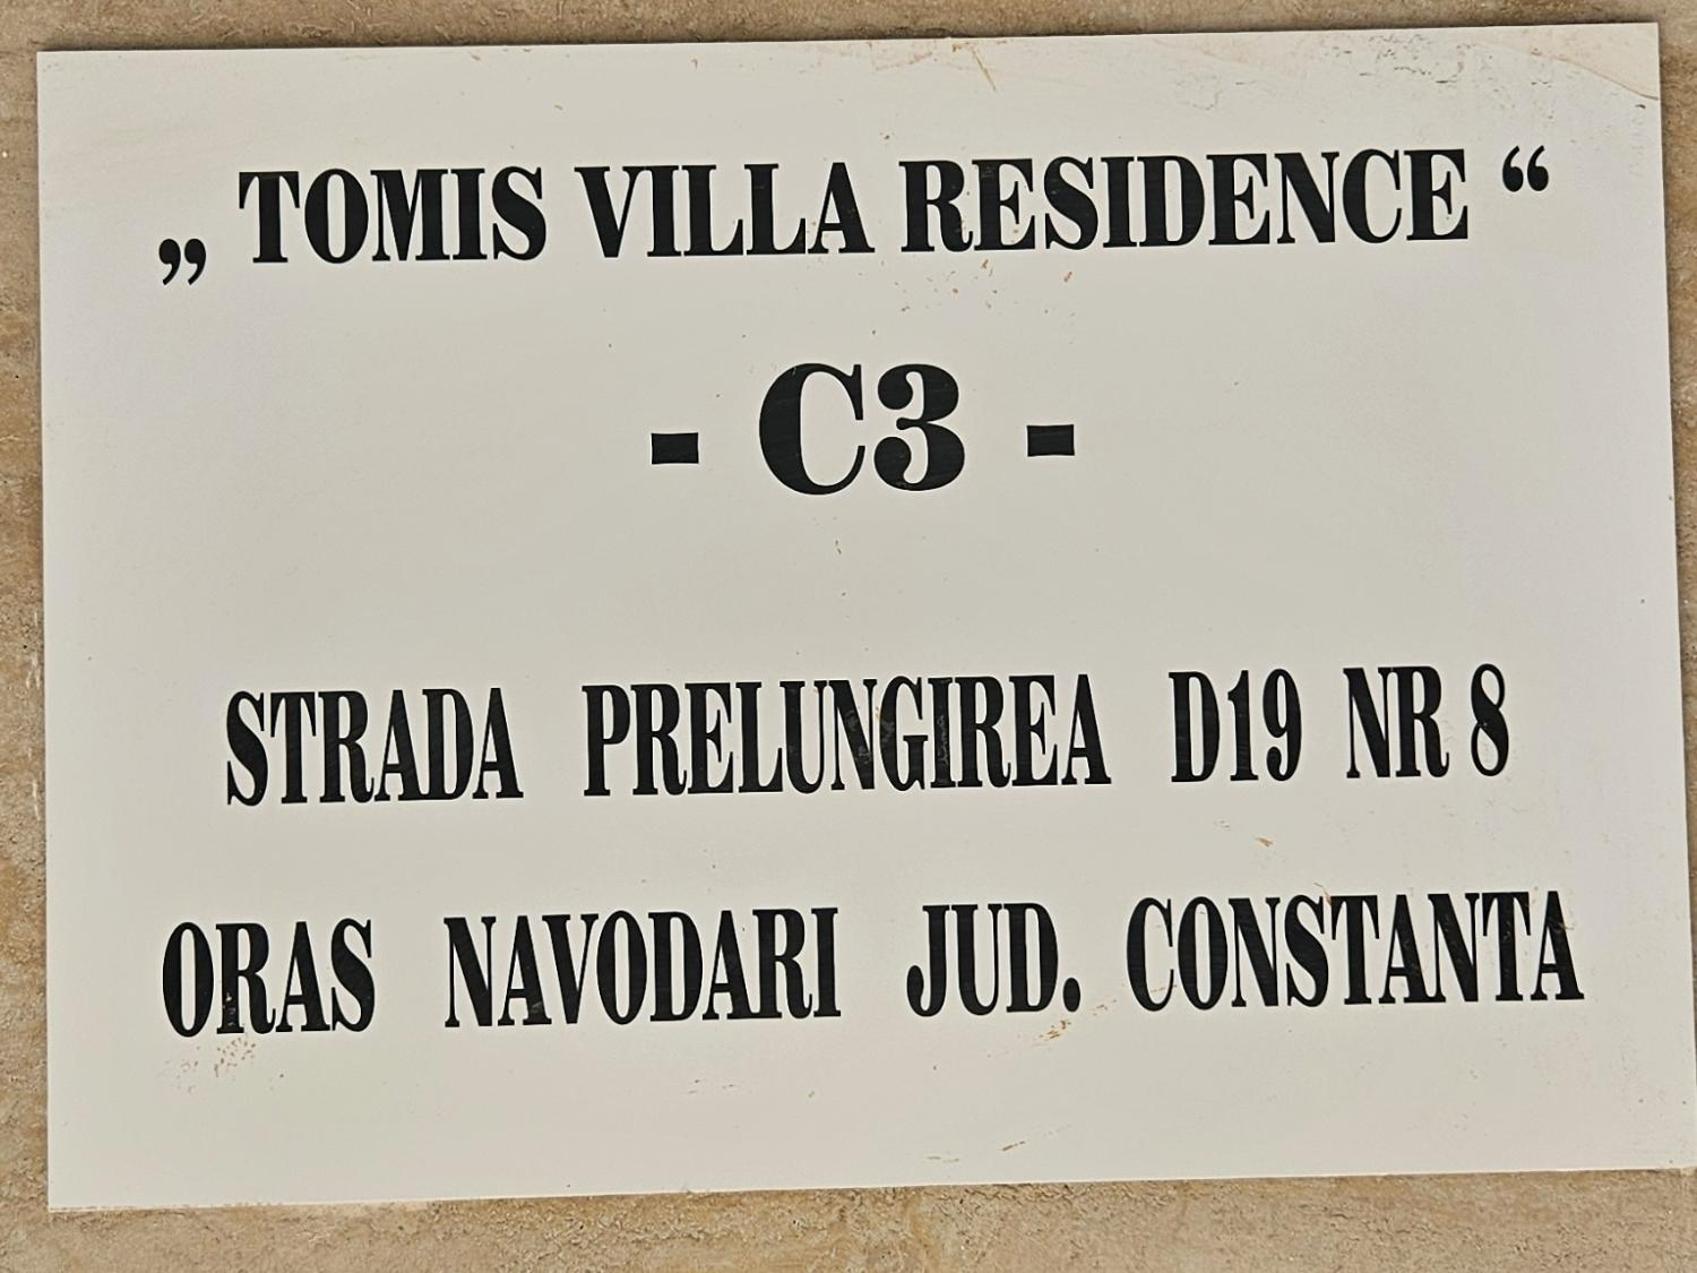 „ TOMIS VILLA RESIDENCE “
- C3 -
STRADA PRELUNGIREA D19 NR 8
ORAS NAVODARI JUD. CONSTANTA